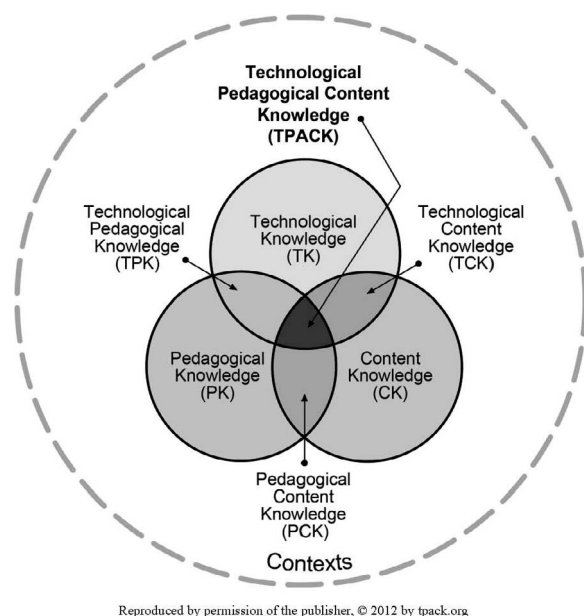 Technological
Pedagogical Content
Knowledge
(TPACK)
Technological
Pedagogical
Knowledge
(TPK)
Technological
Knowledge
(TK)
Technological
Content
Knowledge
(TCK)
Pedagogical
Knowledge
(PK)
Content
Knowledge
(CK)
Pedagogical
Content
Knowledge
(PCK)
Contexts
Reproduced by permission of the publisher, © 2012 by tpack.org